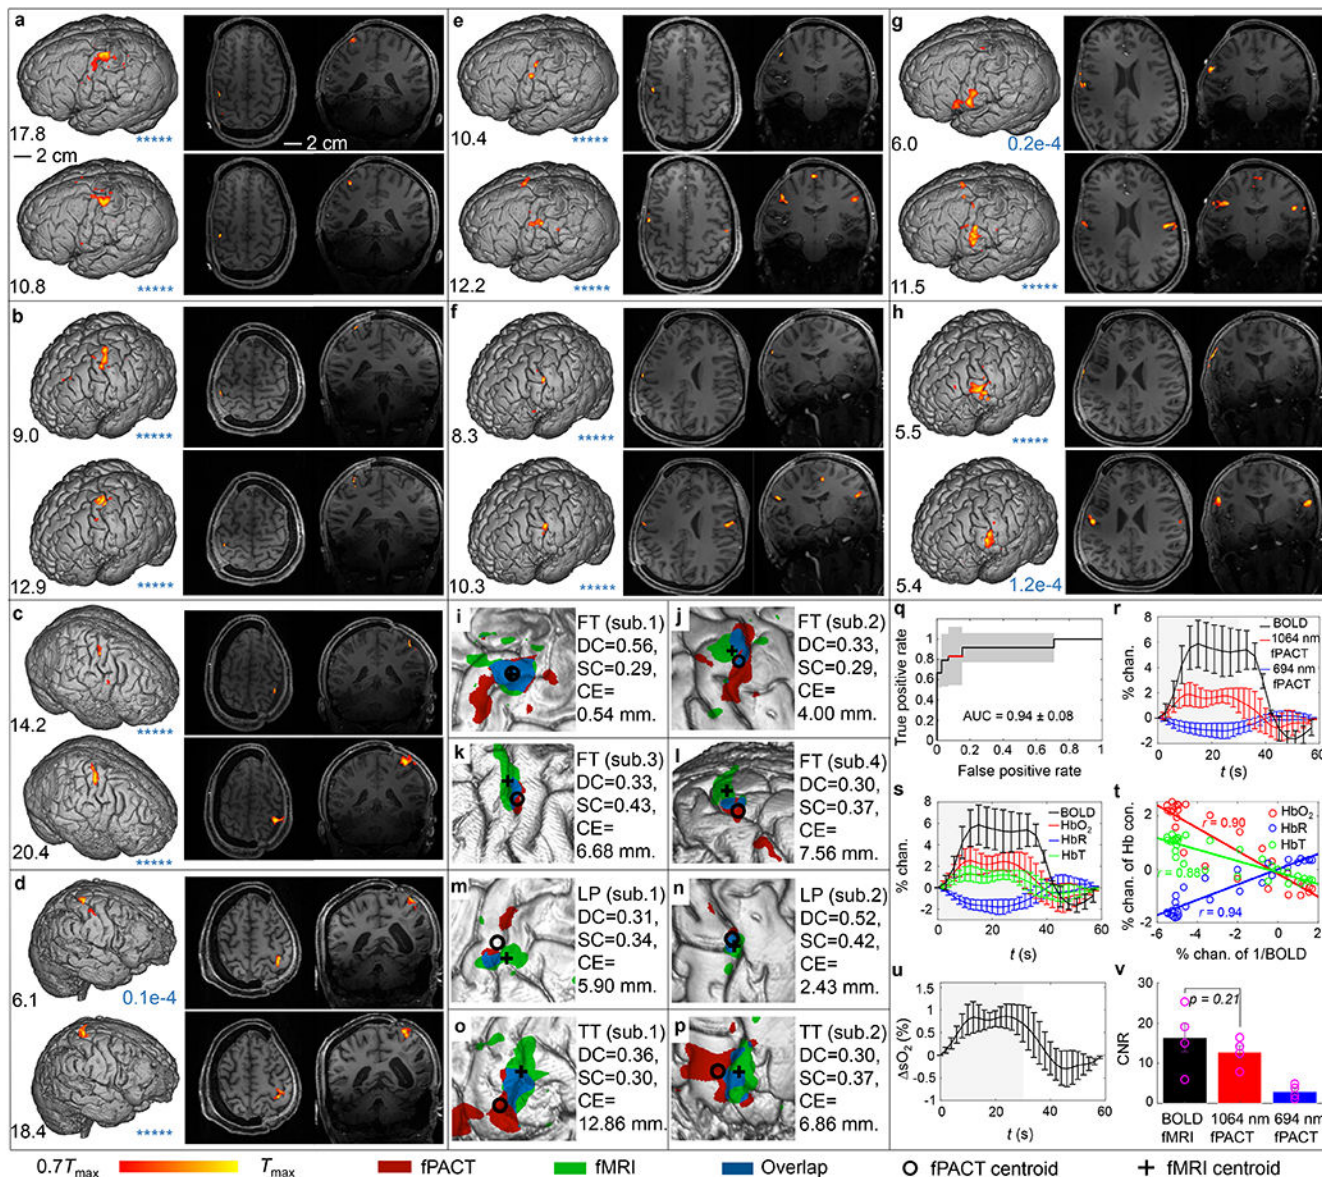 a
17.8
*****
2 cm
2 cm
10.8
*****
b
9.0
*****
12.9
*****
c
14.2
*****
20.4
*****
d
6.1
0.1e-4
18.4
*****
e
10.4
*****
12.2
*****
f
8.3
*****
10.3
*****
g
6.0
0.2e-4
11.5
*****
h
5.5
*****
5.4
1.2e-4
i
FT (sub.1)
DC=0.56,
SC=0.29,
CE=
0.54 mm.
j
FT (sub.2)
DC=0.33,
SC=0.29,
CE=
4.00 mm.
k
FT (sub.3)
DC=0.33,
SC=0.43,
CE=
6.68 mm.
l
FT (sub.4)
DC=0.30,
SC=0.37,
CE=
7.56 mm.
m
LP (sub.1)
DC=0.31,
SC=0.34,
CE=
5.90 mm.
n
LP (sub.2)
DC=0.52,
SC=0.42,
CE=
2.43 mm.
o
TT (sub.1)
DC=0.36,
SC=0.30,
CE=
12.86 mm.
p
TT (sub.2)
DC=0.30,
SC=0.37,
CE=
6.86 mm.
q
True positive rate
1
0.8
0.6
0.4
0.2
0
AUC = 0.94 ± 0.08
0 0.2 0.4 0.6 0.8 1
False positive rate
r
% chan.
8
6
4
2
0
-2
BOLD
1064 nm
fPACT
694 nm
fPACT
0 20 40 60
t (s)
s
% chan.
8
6
4
2
0
-2
BOLD
HbO2
HbR
HbT
0 20 40 60
t (s)
t
% chan. of Hb con.
2
0
-2
r = 0.90
r = 0.88
r = 0.94
HbO2
HbR
HbT
-6 -4 -2 0 2
% chan. of 1/BOLD
u
ΔsO2 (%)
1.5
1
0.5
0
-0.5
-1
0 20 40 60
t (s)
v
CNR
30
20
10
0
p = 0.21
BOLD
fMRI
1064 nm
fPACT
694 nm
fPACT
0.7Tmax
Tmax
fPACT
fMRI
Overlap
fPACT centroid
fMRI centroid